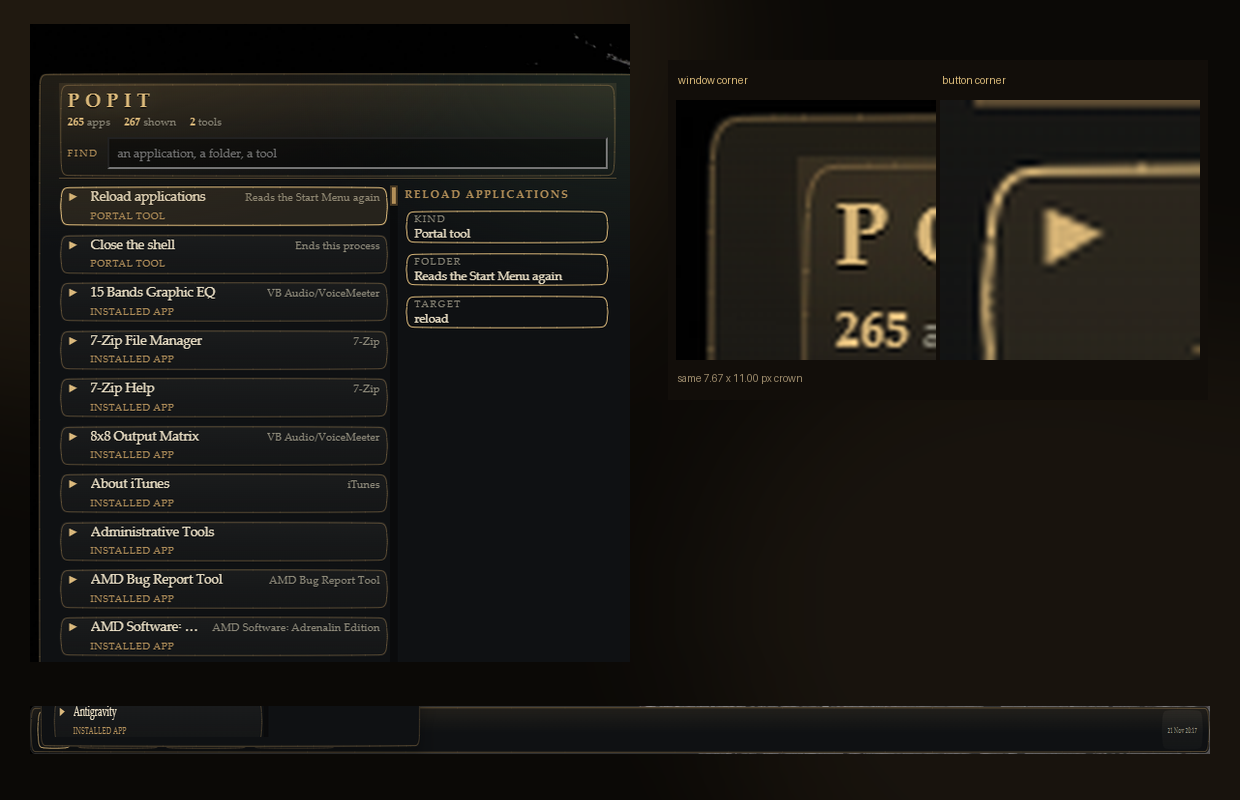 POPIT
265 apps 267 shown 2 tools
FIND an application, a folder, a tool
Reload applications Reads the Start Menu again
PORTAL TOOL
Close the shell Ends this process
PORTAL TOOL
15 Bands Graphic EQ VB Audio/VoiceMeeter
INSTALLED APP
7-Zip File Manager 7-Zip
INSTALLED APP
7-Zip Help 7-Zip
INSTALLED APP
8x8 Output Matrix VB Audio/VoiceMeeter
INSTALLED APP
About iTunes iTunes
INSTALLED APP
Administrative Tools
INSTALLED APP
AMD Bug Report Tool AMD Bug Report Tool
INSTALLED APP
AMD Software: ... AMD Software: Adrenalin Edition
INSTALLED APP
RELOAD APPLICATIONS
KIND
Portal tool
FOLDER
Reads the Start Menu again
TARGET
reload
window corner button corner
P
265
same 7.67 x 11.00 px crown
Antigravity
INSTALLED APP
21 Nov 20:17